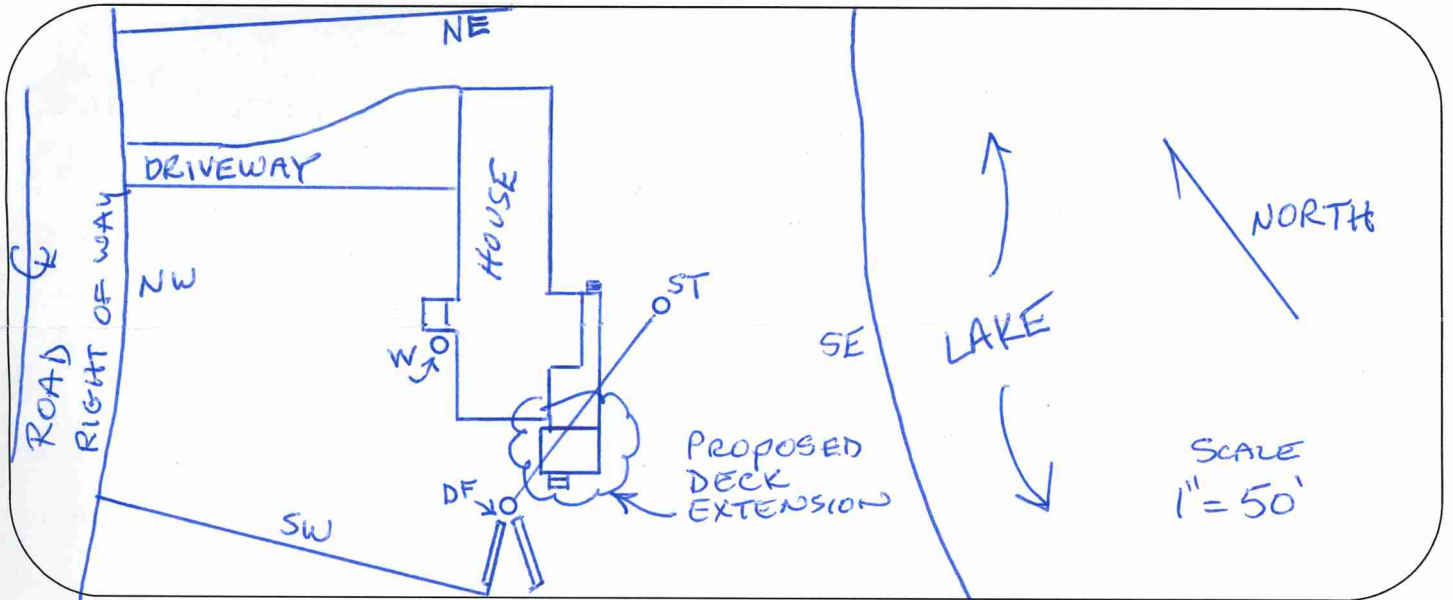 NE
DRIVEWAY
HOUSE
ROAD ℄
RIGHT OF WAY
NW
W
ST
SE
LAKE
NORTH
PROPOSED
DECK
EXTENSION
SCALE
1" = 50'
DF
SW